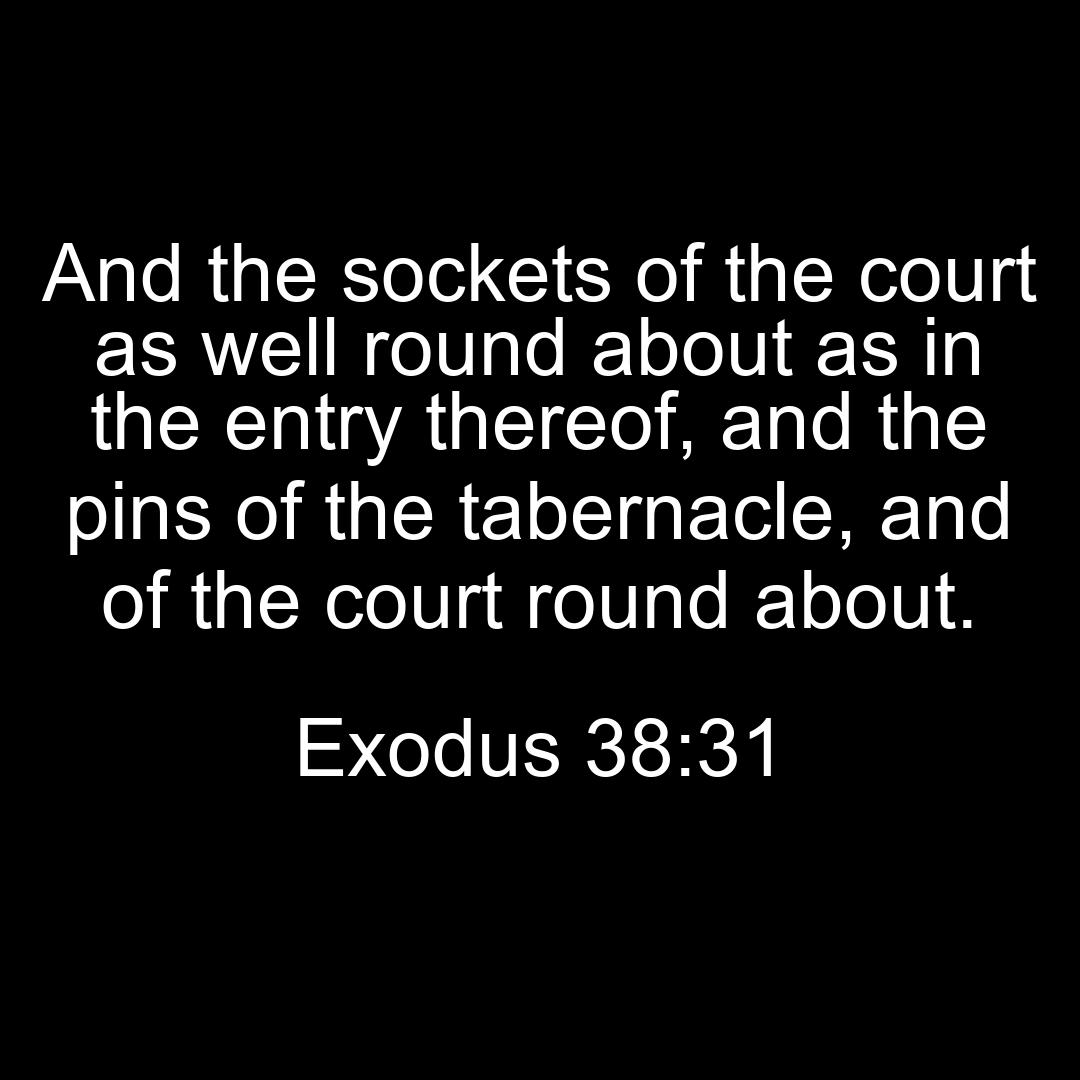 And the sockets of the court
as well round about as in
the entry thereof, and the
pins of the tabernacle, and
of the court round about.
Exodus 38:31